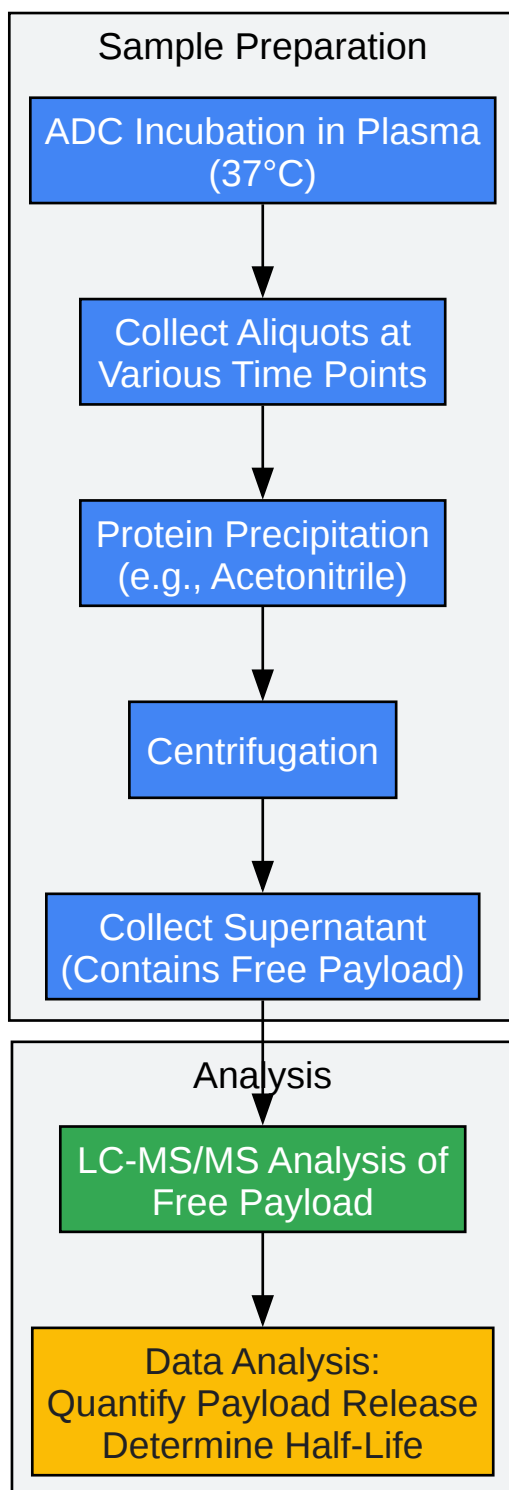 Sample Preparation
ADC Incubation in Plasma
(37°C)
Collect Aliquots at
Various Time Points
Protein Precipitation
(e.g., Acetonitrile)
Centrifugation
Collect Supernatant
(Contains Free Payload)
Analysis
LC-MS/MS Analysis of
Free Payload
Data Analysis:
Quantify Payload Release
Determine Half-Life